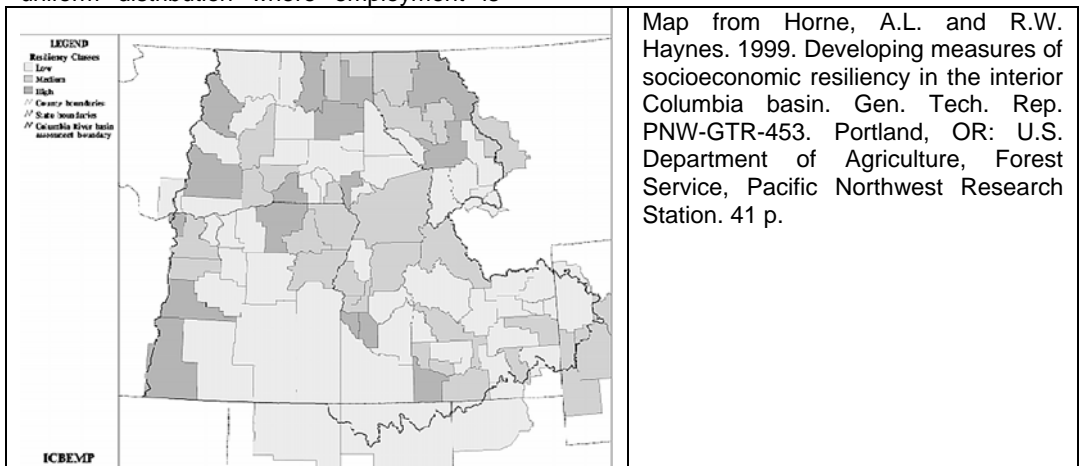 uniform distribution where employment is
LEGEND
Resiliency Classes
Low
Medium
High
County boundaries
State boundaries
Columbia River basin
assessment boundary
ICBEMP
Map from Horne, A.L. and R.W.
Haynes. 1999. Developing measures of
socioeconomic resiliency in the interior
Columbia basin. Gen. Tech. Rep.
PNW-GTR-453. Portland, OR: U.S.
Department of Agriculture, Forest
Service, Pacific Northwest Research
Station. 41 p.